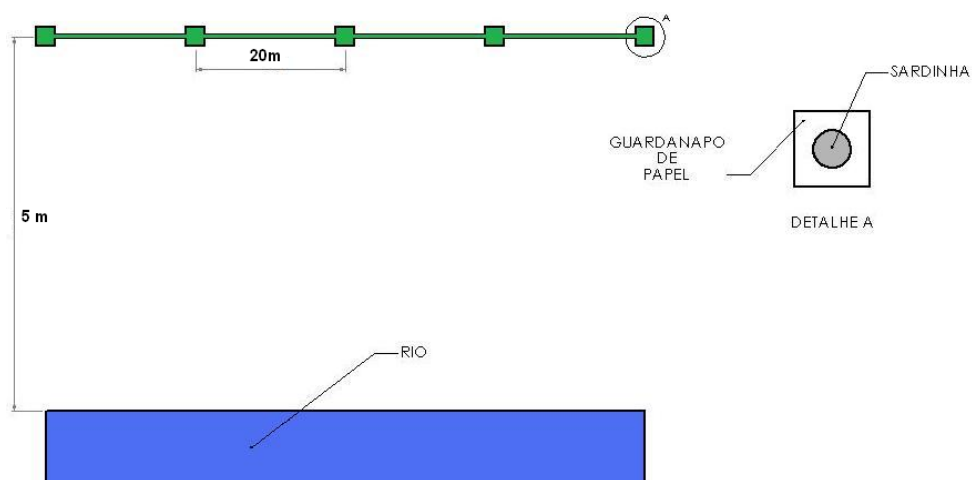 A
20m
SARDINHA
GUARDANAPO
DE
PAPEL
5 m
DETALHE A
RIO